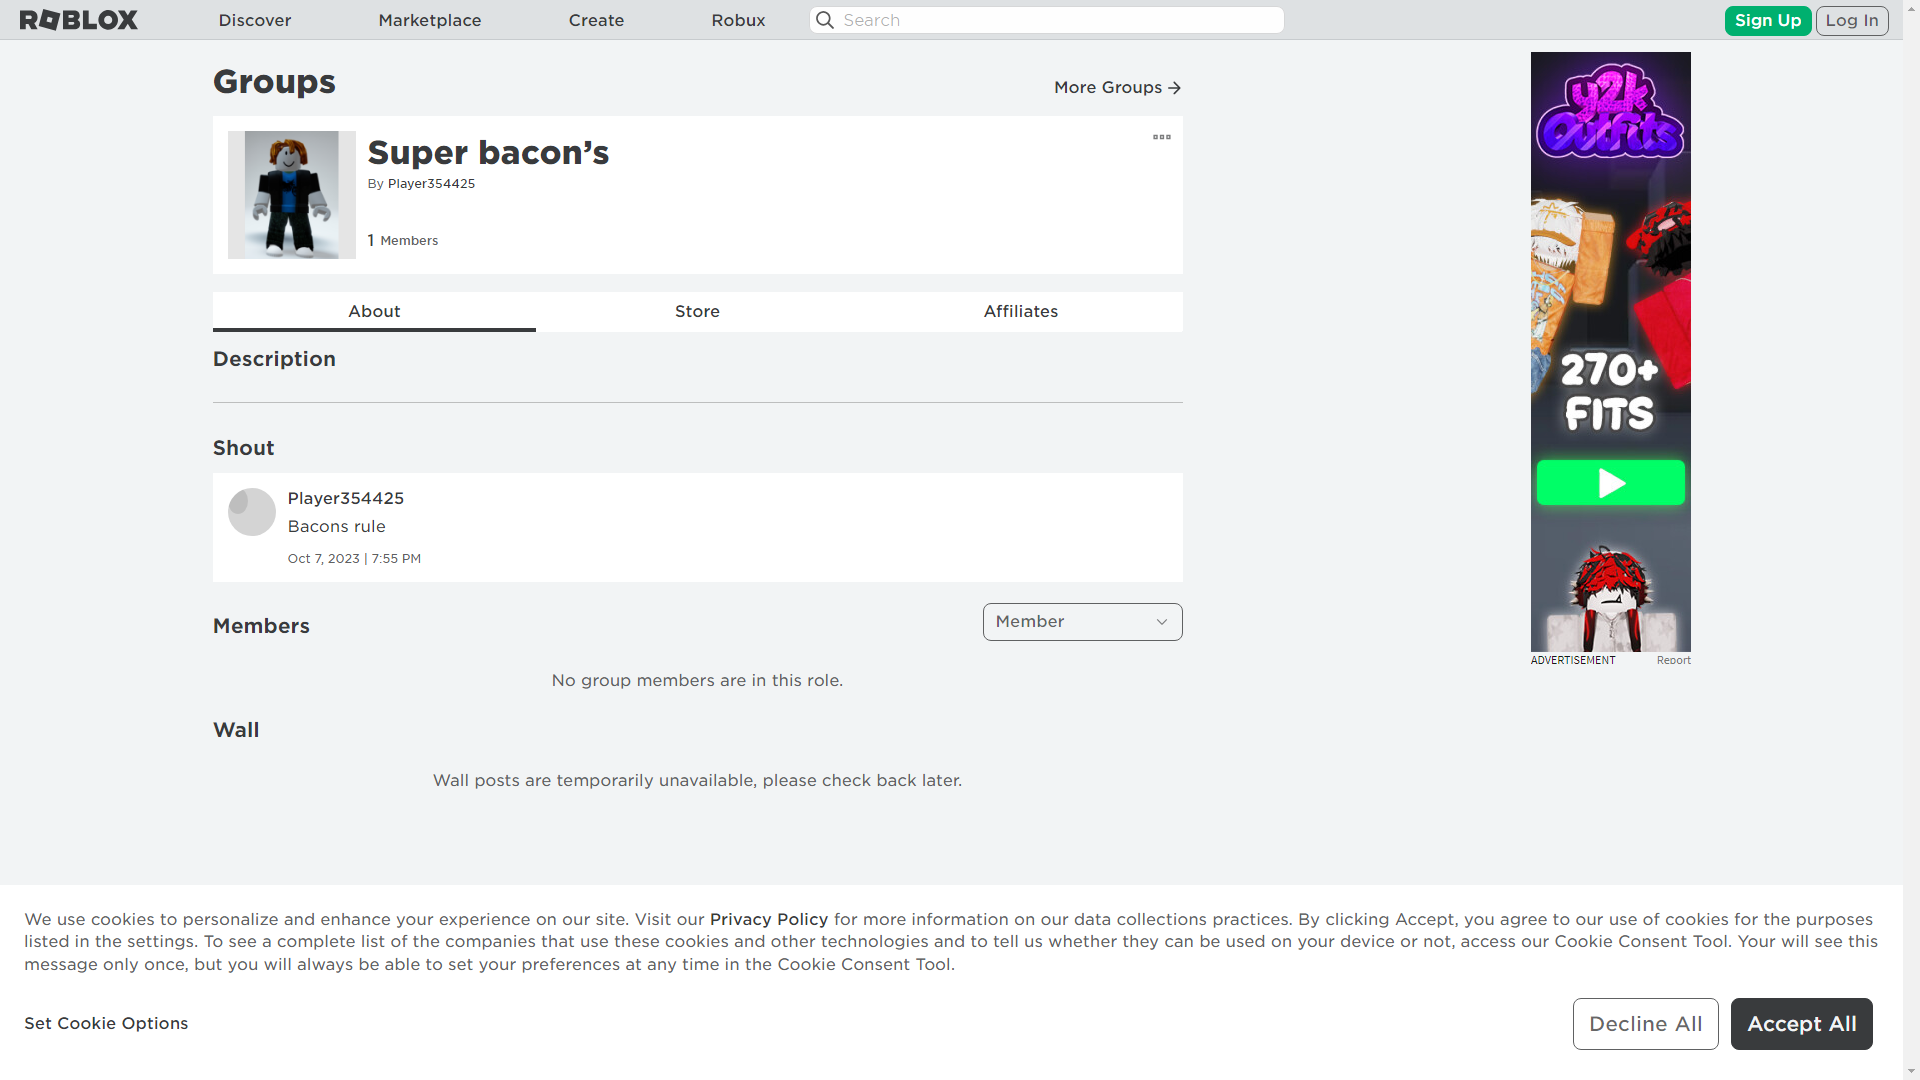 ROBLOX
Discover
Marketplace
Create
Robux
Search
Sign Up
Log In
Groups
More Groups
Super bacon’s
By Player354425
1 Members
About
Store
Affiliates
Description
Shout
Player354425
Bacons rule
Oct 7, 2023 | 7:55 PM
Members
Member
No group members are in this role.
Wall
Wall posts are temporarily unavailable, please check back later.
y2k
Outfits
270+
FITS
ADVERTISEMENT
Report
We use cookies to personalize and enhance your experience on our site. Visit our Privacy Policy for more information on our data collections practices. By clicking Accept, you agree to our use of cookies for the purposes
listed in the settings. To see a complete list of the companies that use these cookies and other technologies and to tell us whether they can be used on your device or not, access our Cookie Consent Tool. Your will see this
message only once, but you will always be able to set your preferences at any time in the Cookie Consent Tool.
Set Cookie Options
Decline All
Accept All